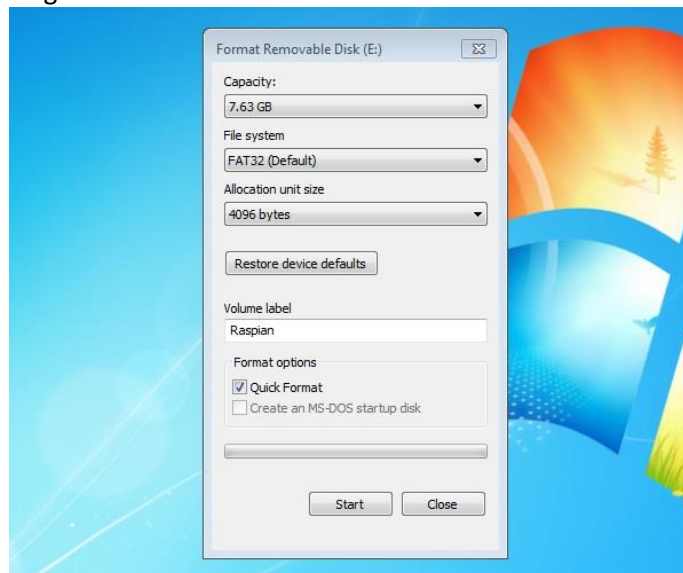 Format Removable Disk (E:)
Capacity:
7.63 GB
File system
FAT32 (Default)
Allocation unit size
4096 bytes
Restore device defaults
Volume label
Raspian
Format options
Quick Format
Create an MS-DOS startup disk
Start Close